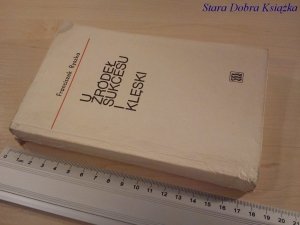 Stara Dobra Książka
Franciszek Ryszka
U
ŹRÓDEŁ
SUKCESU
I
KLĘSKI